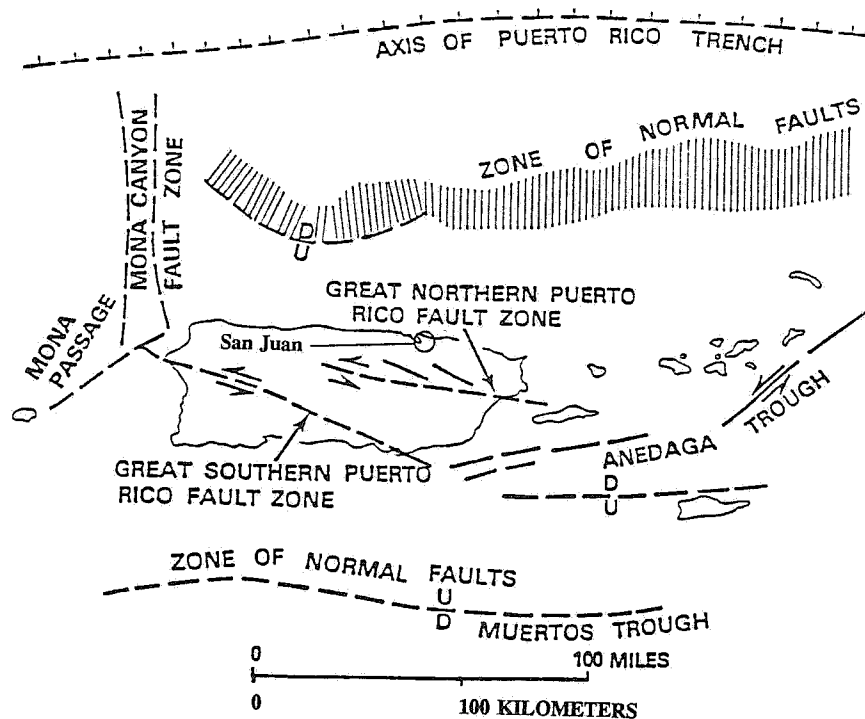 AXIS OF PUERTO RICO TRENCH
ZONE OF NORMAL FAULTS
MONA CANYON
FAULT ZONE
D
U
GREAT NORTHERN PUERTO
RICO FAULT ZONE
MONA
PASSAGE
San Juan
ANEDAGA
TROUGH
GREAT SOUTHERN PUERTO
RICO FAULT ZONE
D
U
ZONE OF NORMAL FAULTS
U
D
MUERTOS TROUGH
0 100 MILES
0 100 KILOMETERS